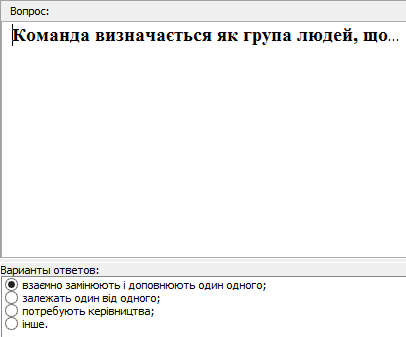 Вопрос:
Команда визначається як група людей, що...
Варианты ответов:
взаємно замінюють і доповнюють один одного;
залежать один від одного;
потребують керівництва;
інше.